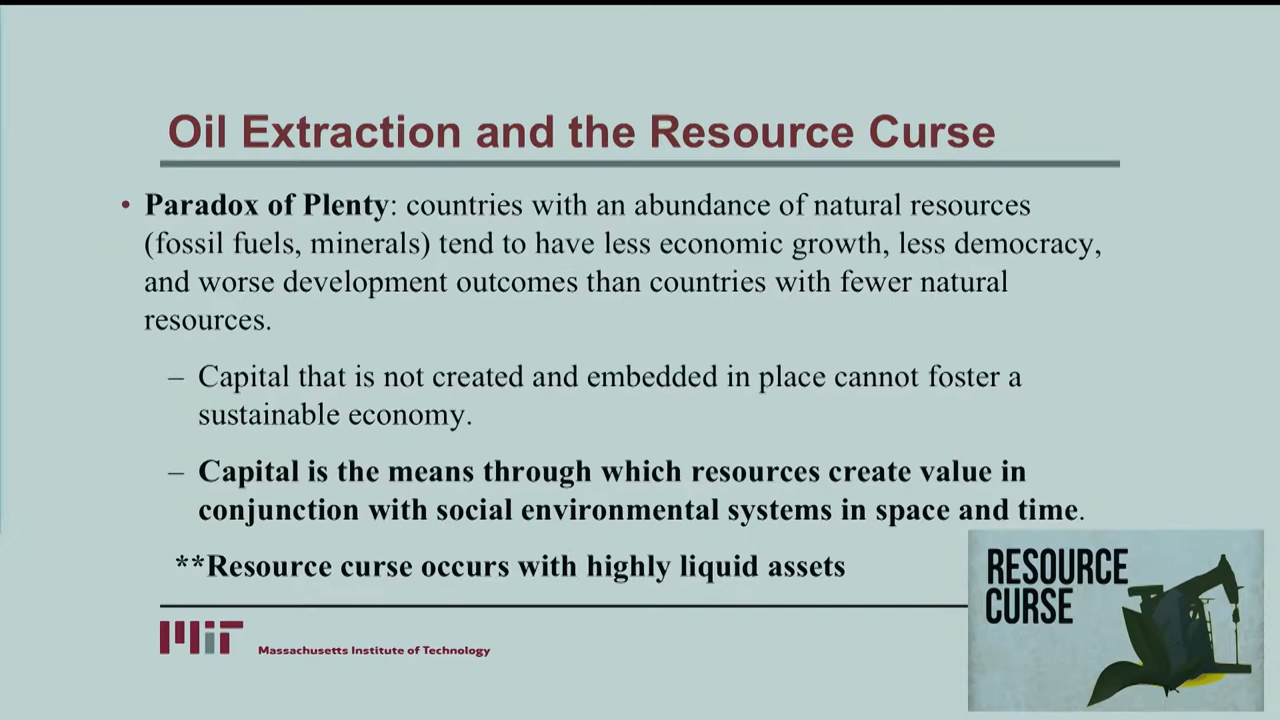 Oil Extraction and the Resource Curse
• Paradox of Plenty: countries with an abundance of natural resources
(fossil fuels, minerals) tend to have less economic growth, less democracy,
and worse development outcomes than countries with fewer natural
resources.
– Capital that is not created and embedded in place cannot foster a
sustainable economy.
– Capital is the means through which resources create value in
conjunction with social environmental systems in space and time.
**Resource curse occurs with highly liquid assets
RESOURCE
CURSE
MIT
Massachusetts Institute of Technology